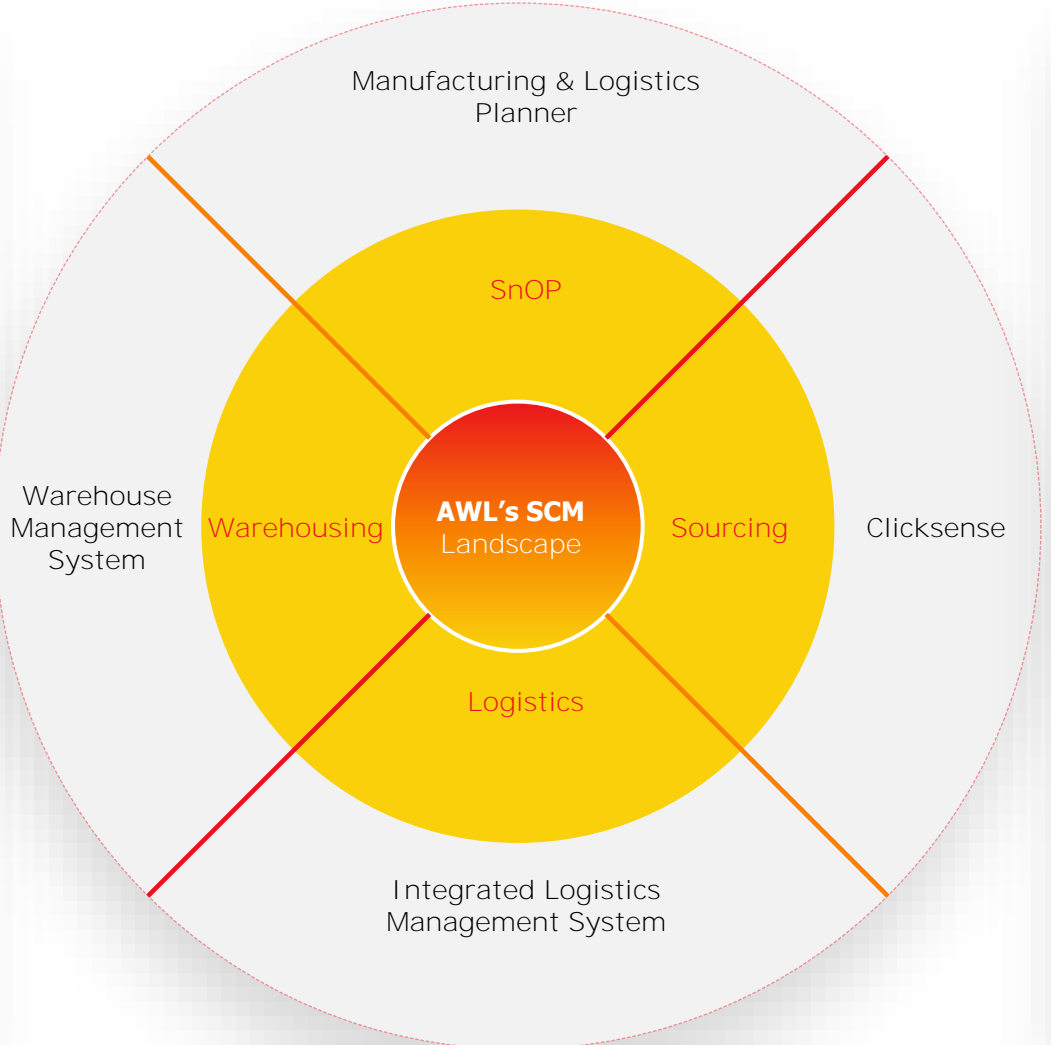 Manufacturing & Logistics
Planner
SnOP
Warehouse
Management
System
Warehousing
AWL's SCM
Landscape
Sourcing
Clicksense
Logistics
Integrated Logistics
Management System